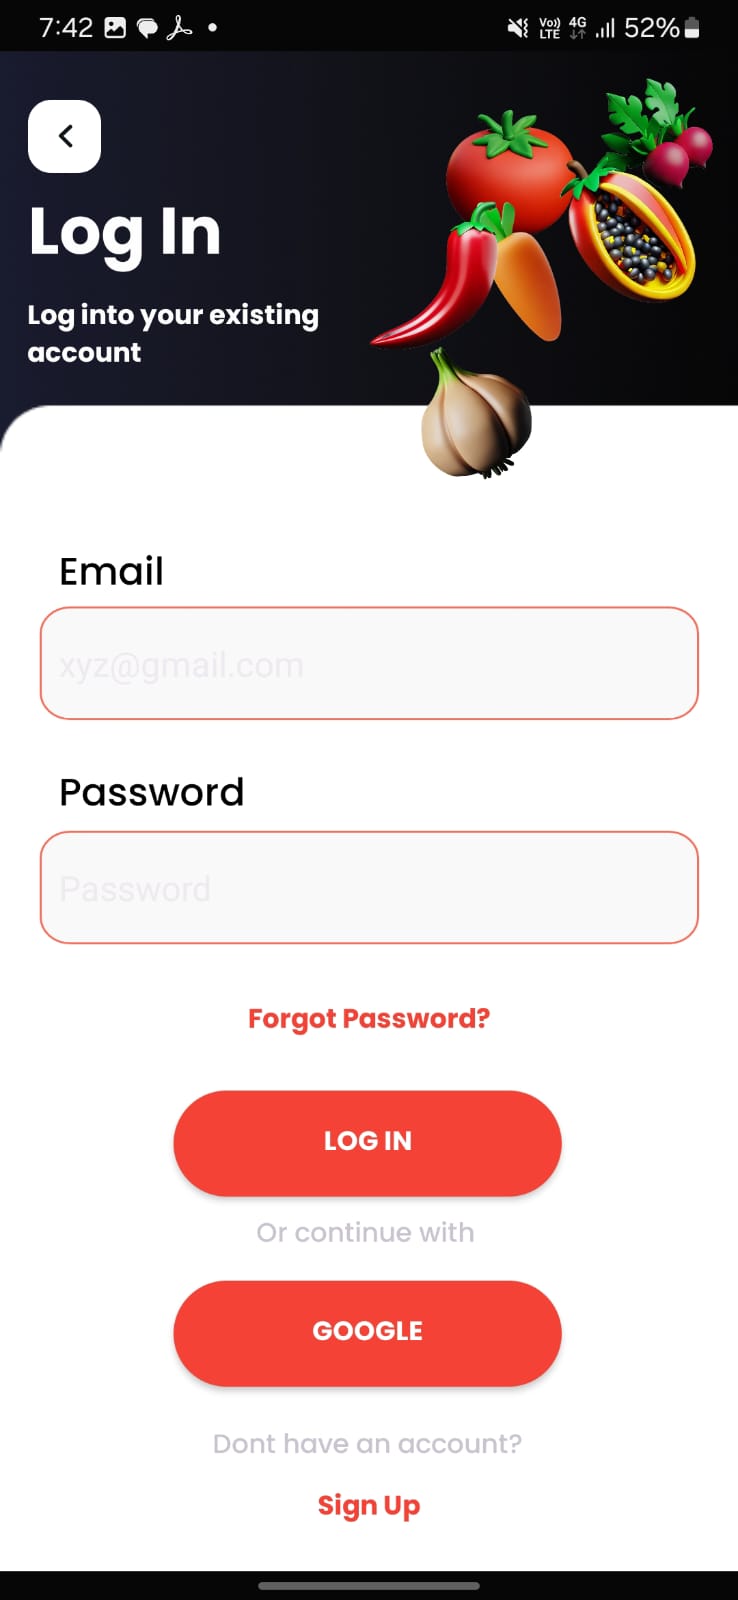 7:42
Vo)) 4G 52%
LTE
Log In
Log into your existing
account
Email
xyz@gmail.com
Password
Password
Forgot Password?
LOG IN
Or continue with
GOOGLE
Dont have an account?
Sign Up